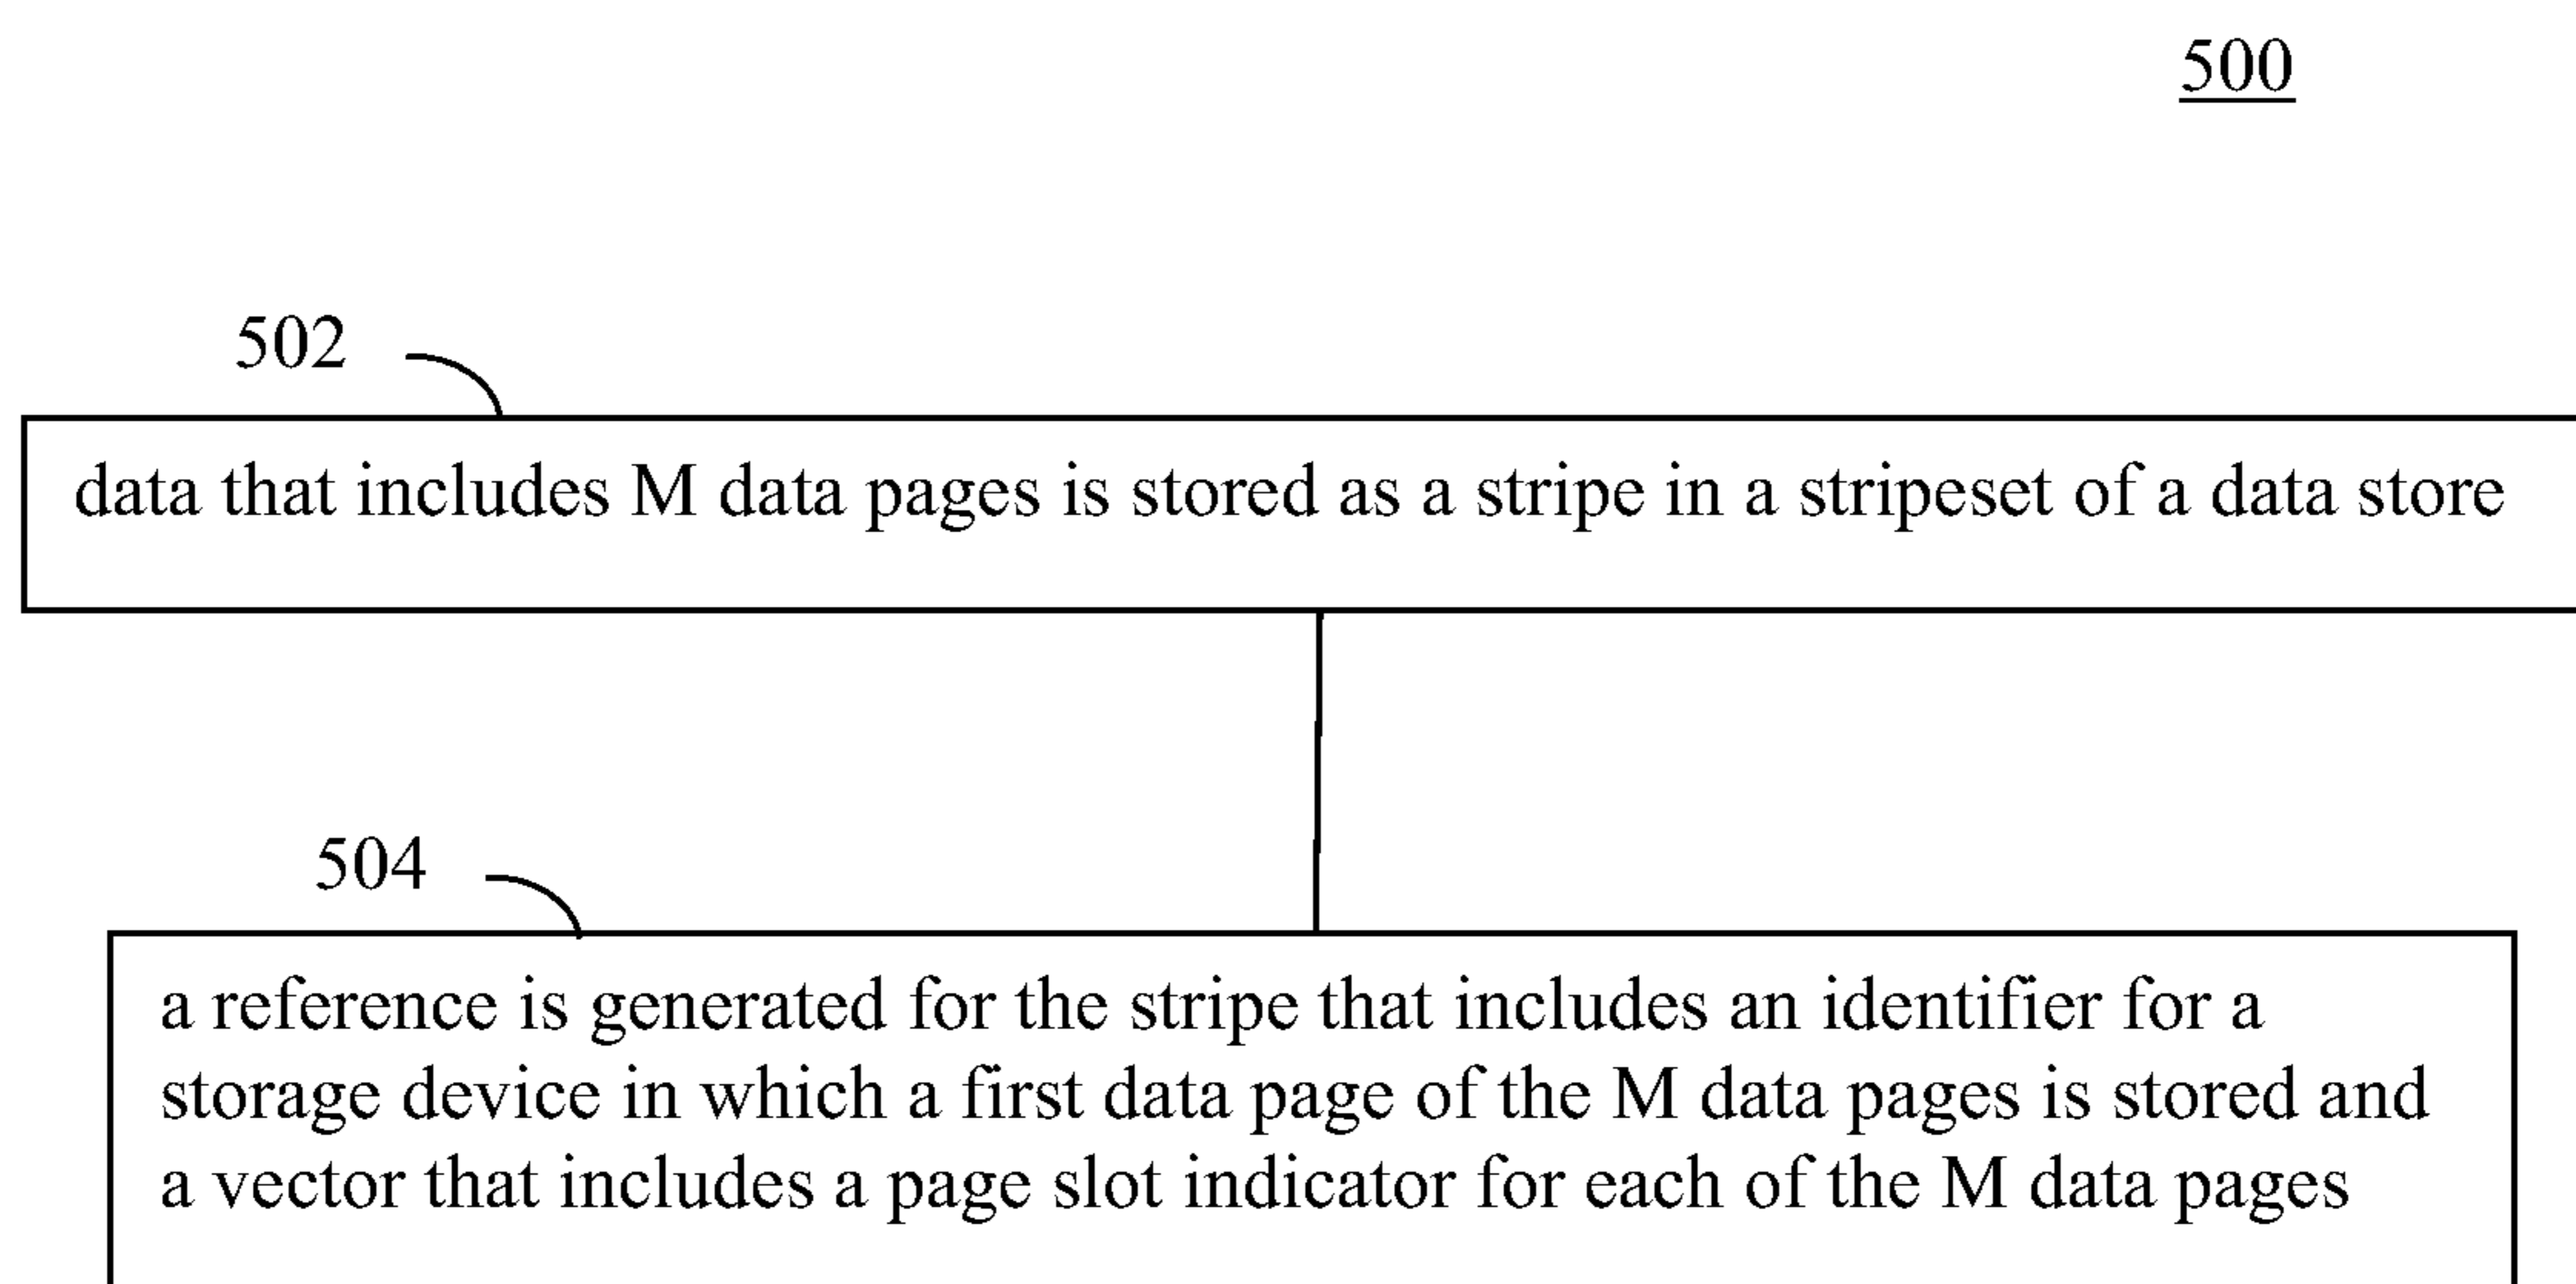 500
502
data that includes M data pages is stored as a stripe in a stripeset of a data store
504
a reference is generated for the stripe that includes an identifier for a
storage device in which a first data page of the M data pages is stored and
a vector that includes a page slot indicator for each of the M data pages